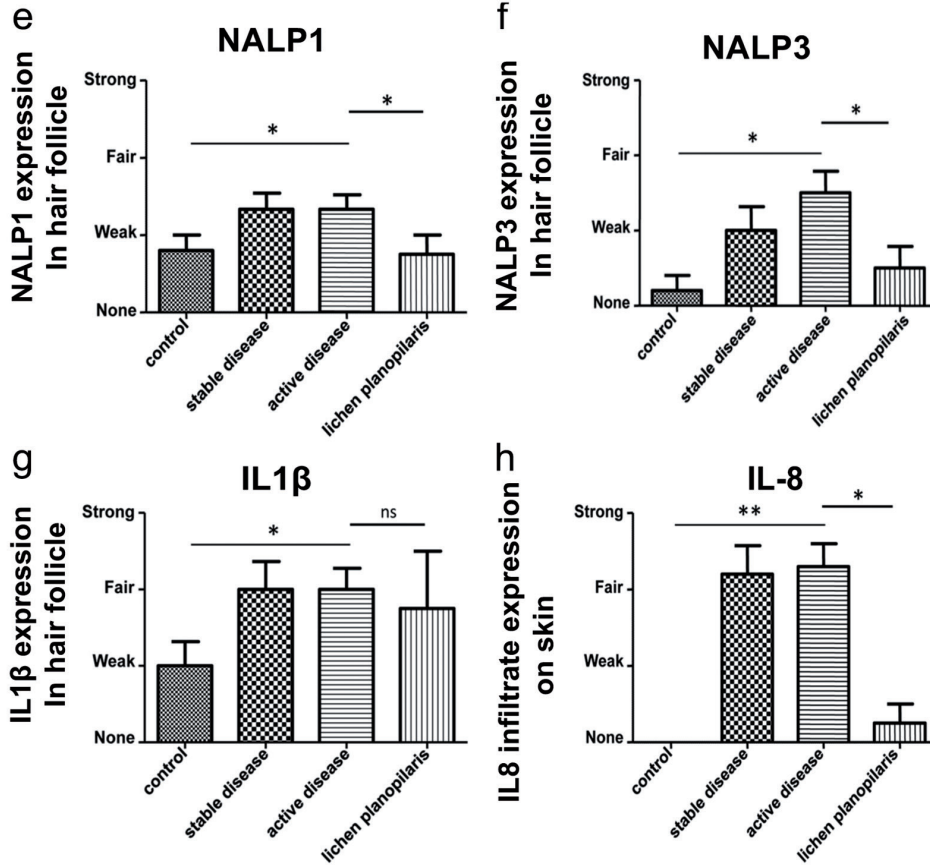 e
NALP1
NALP1 expression
In hair follicle
Strong
Fair
Weak
None
*
*
control
stable disease
active disease
lichen planopilaris
f
NALP3
NALP3 expression
In hair follicle
Strong
Fair
Weak
None
*
*
control
stable disease
active disease
lichen planopilaris
g
IL1β
IL1β expression
In hair follicle
Strong
Fair
Weak
None
*
ns
control
stable disease
active disease
lichen planopilaris
h
IL-8
IL8 infiltrate expression
on skin
Strong
Fair
Weak
None
**
*
control
stable disease
active disease
lichen planopilaris